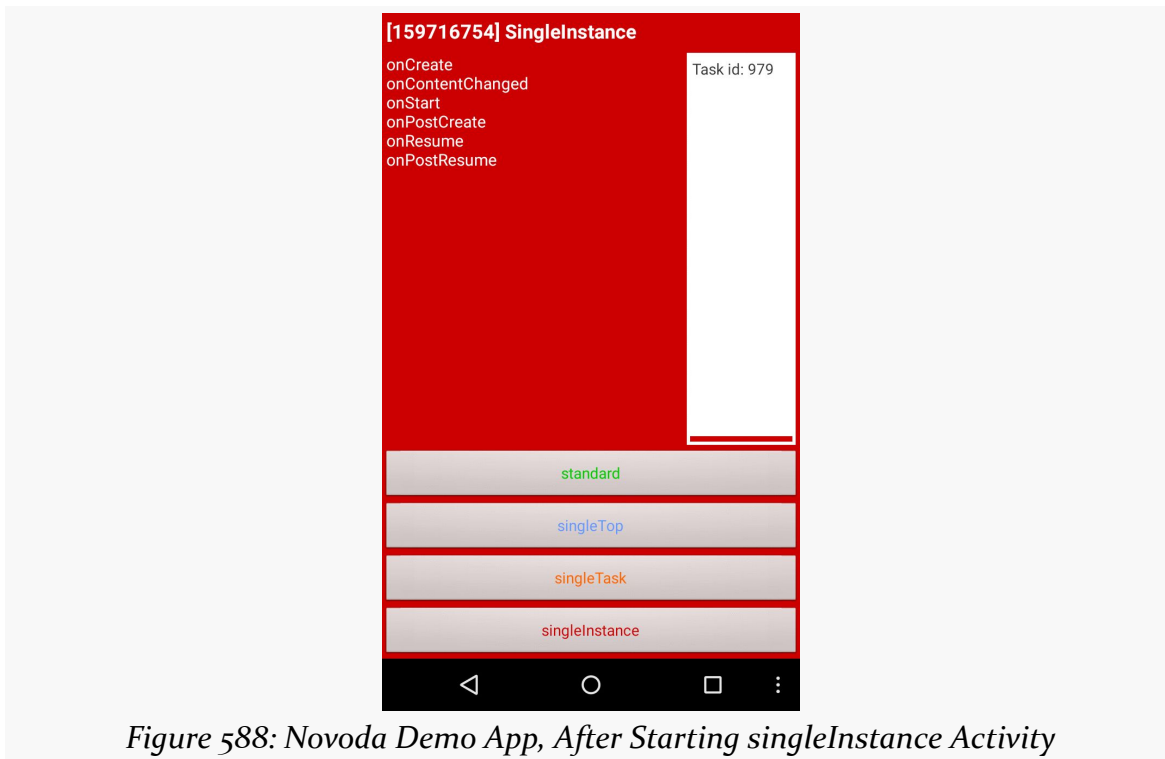 [159716754] SingleInstance
onCreate
onContentChanged
onStart
onPostCreate
onResume
onPostResume
Task id: 979
standard
singleTop
singleTask
singleInstance
Figure 588: Novoda Demo App, After Starting singleInstance Activity